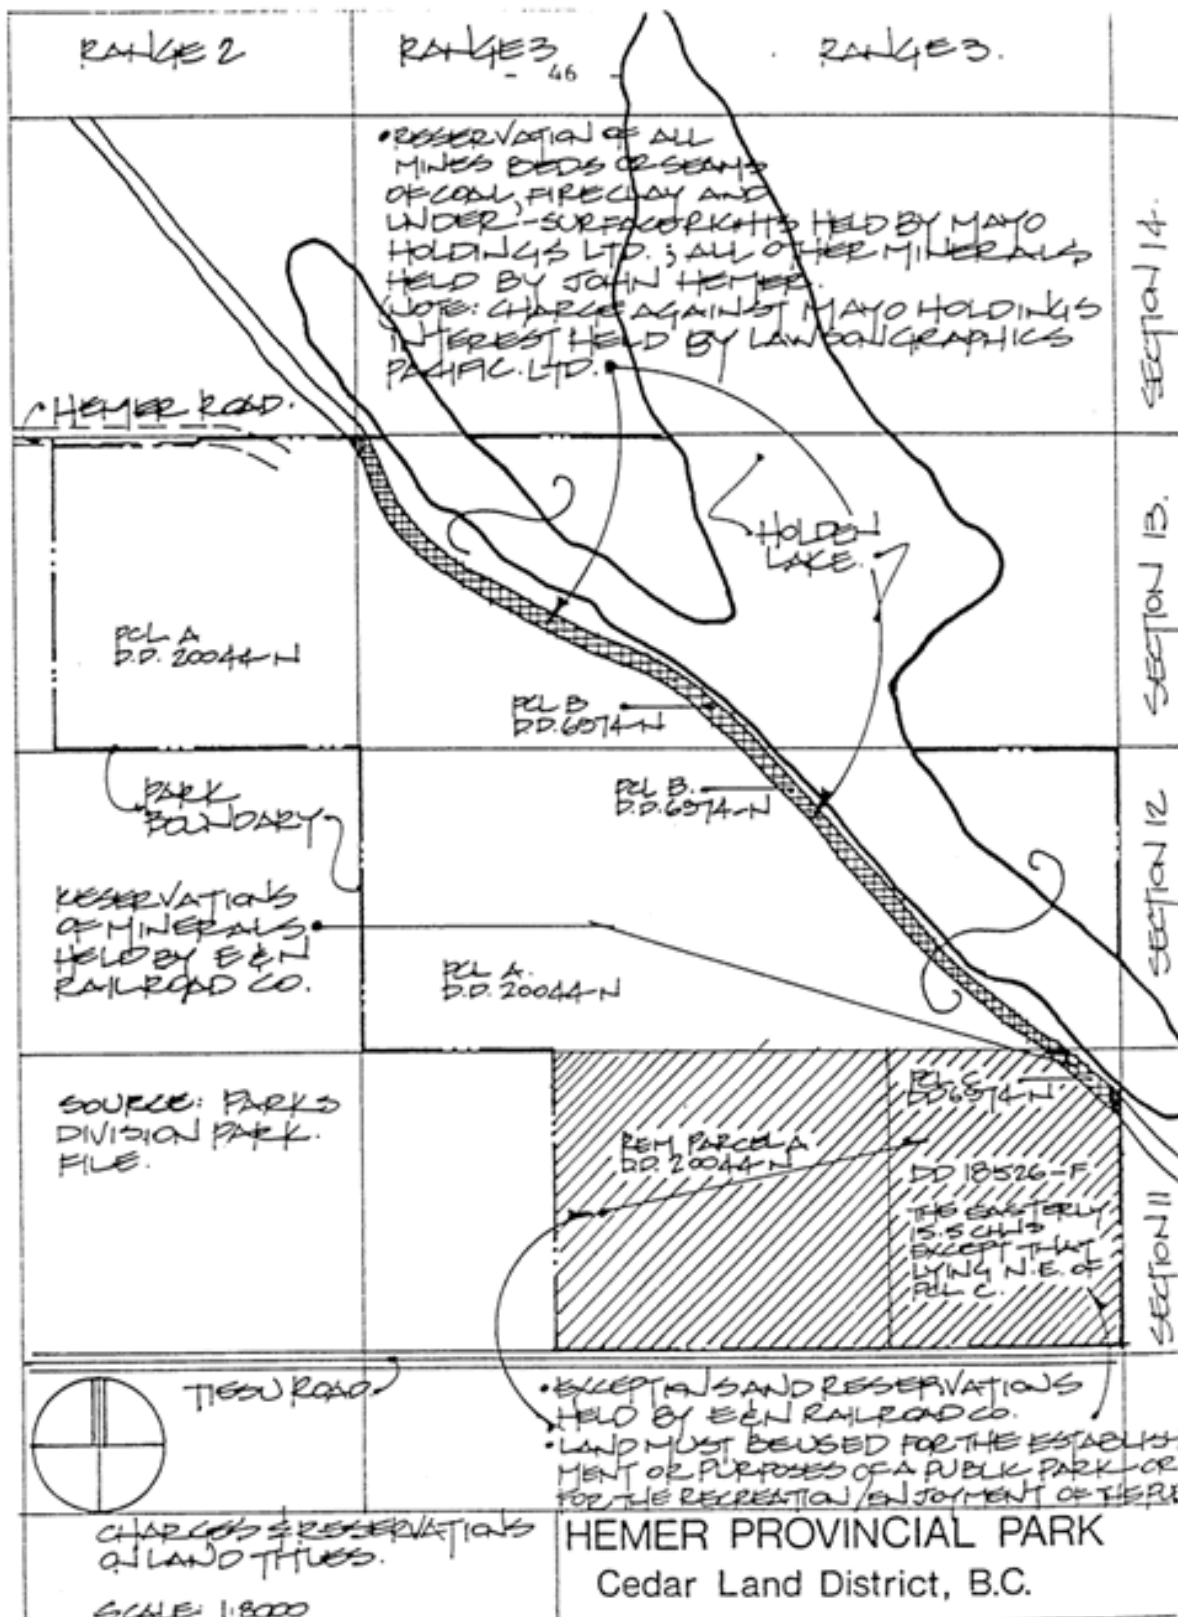 RANGE 2
RANGE 3
RANGE 3.
- 46 -
• RESERVATION OF ALL
MINES BEDS OR SEAMS
OF COAL, FIRECLAY AND
UNDER-SURFACE RIGHTS HELD BY MAYO
HOLDINGS LTD.; ALL OTHER MINERALS
HELD BY JOHN HEMER.
(NOTE: CHARGE AGAINST MAYO HOLDINGS
INTEREST HELD BY LAWSON GRAPHICS
PACIFIC LTD.
SECTION 14.
HEMER ROAD.
HOLDEN
LAKE.
SECTION 13.
PCL A
D.D. 20044-N
PCL B
D.D. 6974-N
PCL B.
D.D. 6974-N
PARK
BOUNDARY
SECTION 12
RESERVATIONS
OF MINERALS
HELD BY E & N
RAILROAD CO.
PCL A.
D.D. 20044-N
SOURCE: PARKS
DIVISION PARK
FILE.
PCL C
DD 6974-N
REM. PARCEL A
D.D. 20044-N
DD 18526-F
THE EASTERLY
15.5 CHNS
EXCEPT THAT
LYING N.E. OF
PCL C.
SECTION 11
TIESU ROAD
• EXCEPTIONS AND RESERVATIONS
HELD BY E&N RAILROAD CO.
• LAND MUST BE USED FOR THE ESTABLISH
MENT OR PURPOSES OF A PUBLIC PARK OR
FOR THE RECREATION/ENJOYMENT OF THE
CHARGES & RESERVATIONS
ON LAND TITLES.
SCALE: 1:8000
HEMER PROVINCIAL PARK
Cedar Land District, B.C.